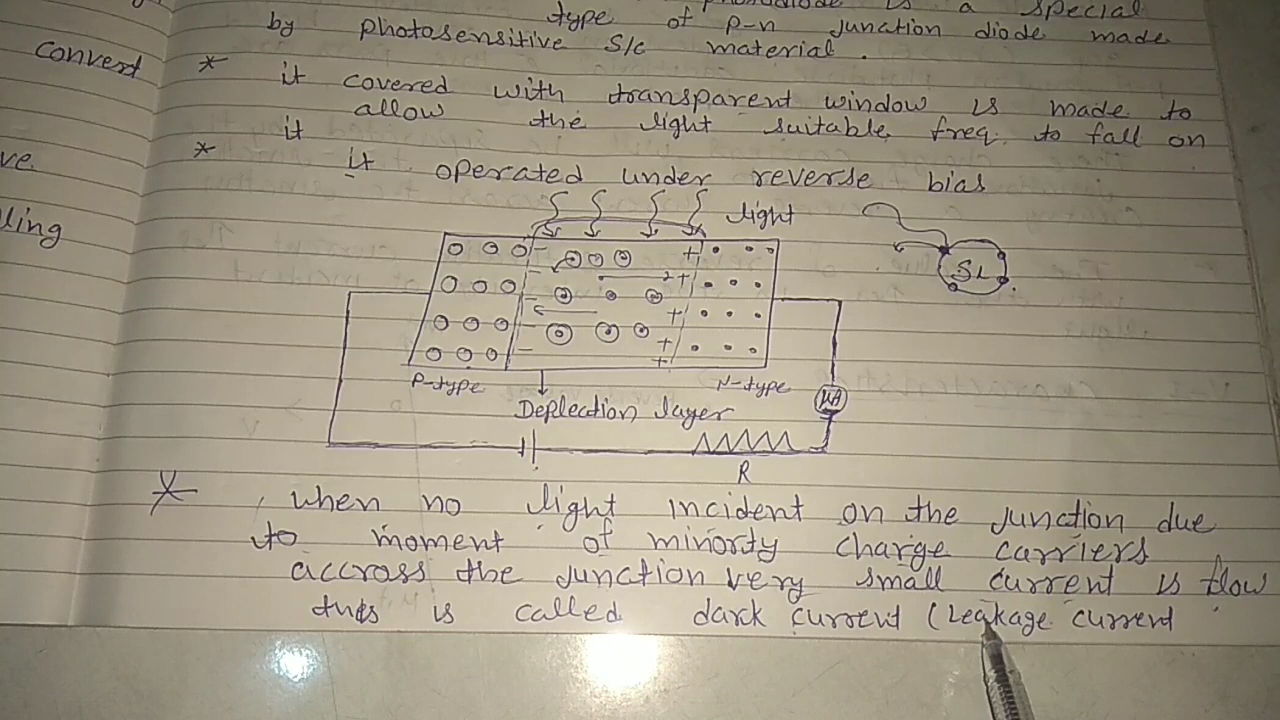 is a special
type of p-n junction diode made
by photosensitive S/c material.
convert
* it covered with transparent window is made to
allow the light suitable freq. to fall on
it
ve
* it operated under reverse bias
ling
light
Si
P-type
N-type
Deplection layer
R
* when no light incident on the junction due
to moment of minority charge carriers
accross the junction very small current is flow
this is called dark current (Leakage current